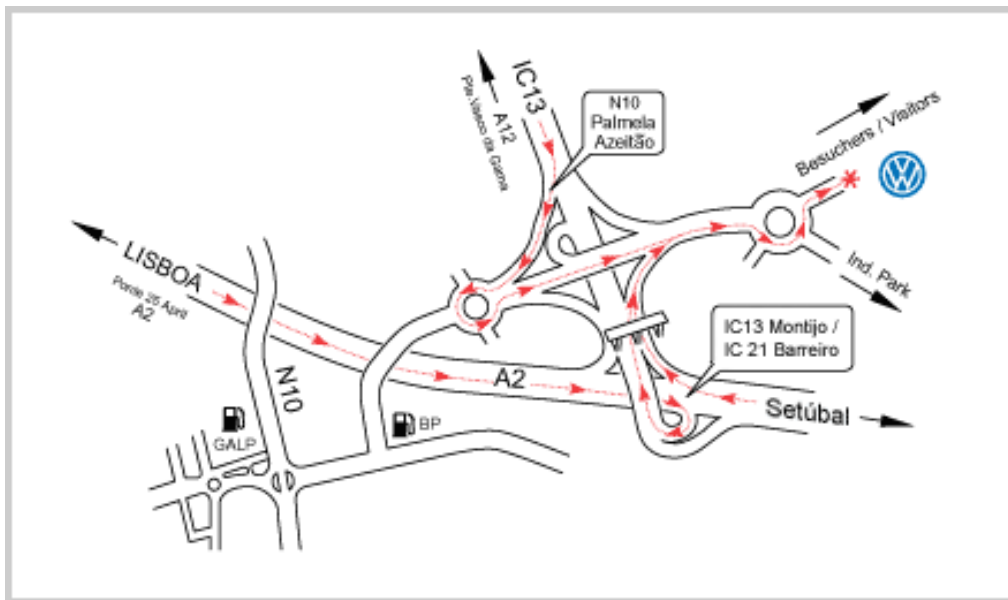 IC13
A12
Pte.Vasco da Gama
N10
Palmela
Azeitão
Besuchers / Visitors
LISBOA
Ponte 25 April
A2
Ind. Park
IC13 Montijo /
IC 21 Barreiro
A2
Setúbal
N10
GALP
BP